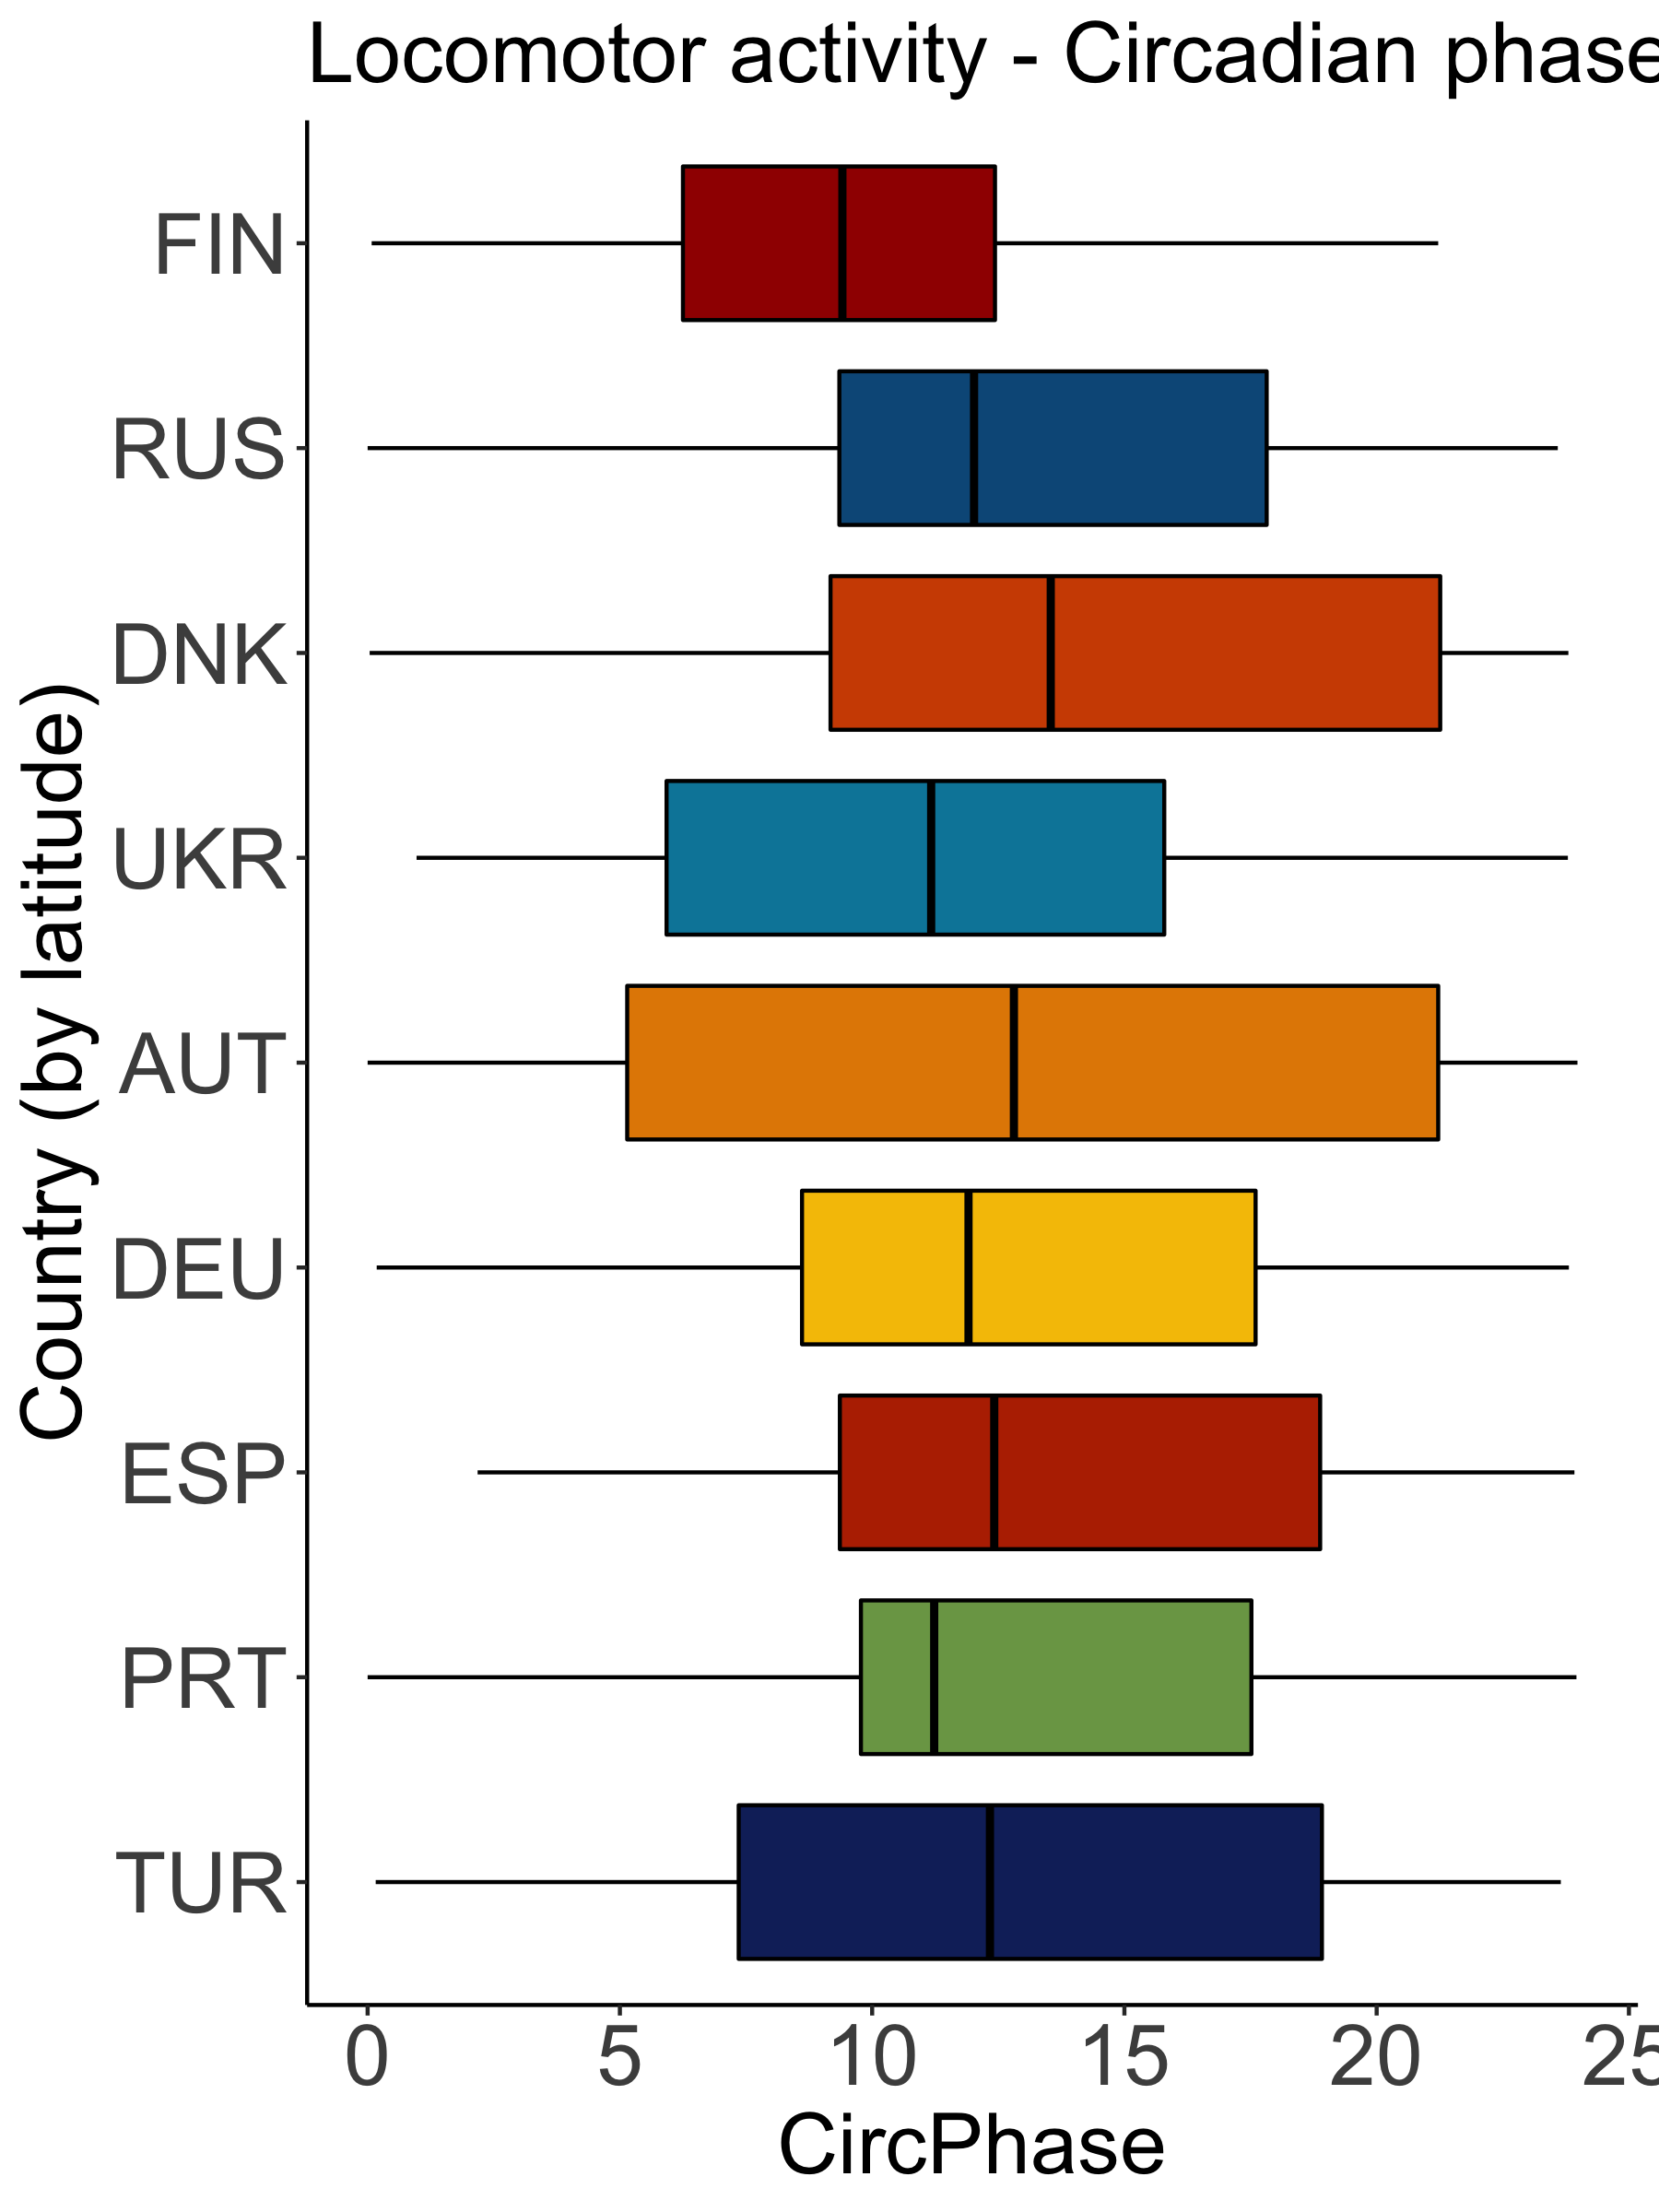 Locomotor activity - Circadian phase
Country (by latitude)
FIN
RUS
DNK
UKR
AUT
DEU
ESP
PRT
TUR
0 5 10 15 20 25
CircPhase